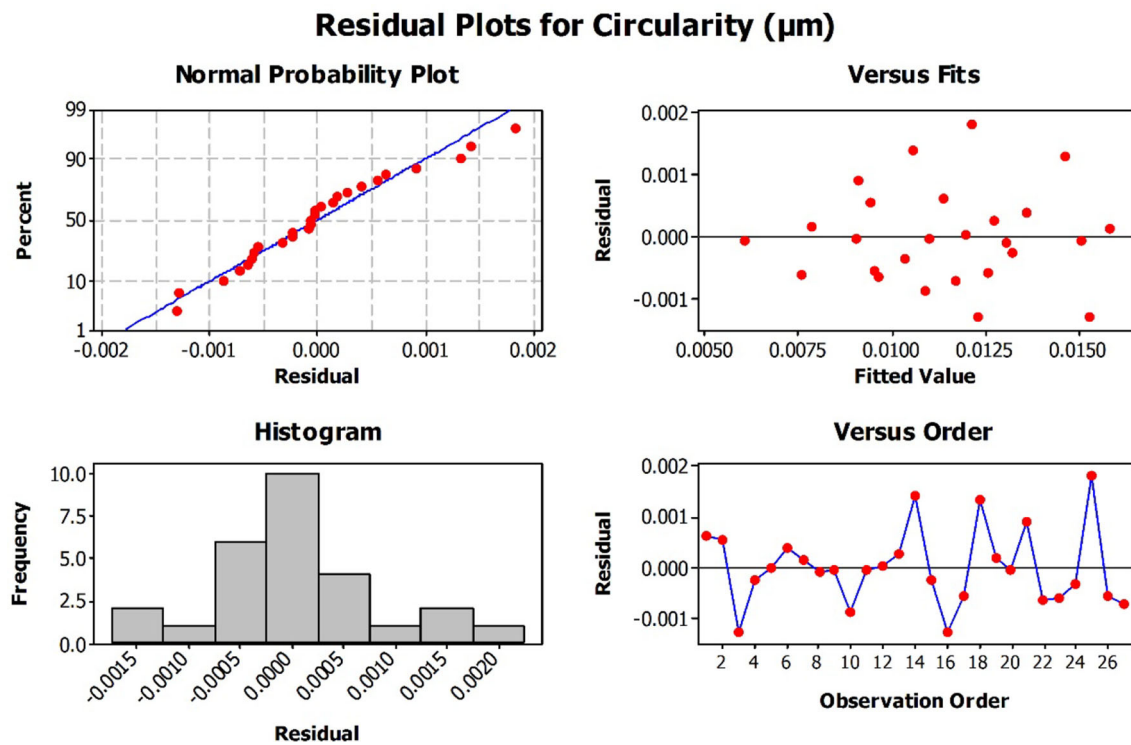 Residual Plots for Circularity (μm)
Normal Probability Plot
99
90
50
10
1
Percent
-0.002 -0.001 0.000 0.001 0.002
Residual
Versus Fits
0.002
0.001
0.000
-0.001
Residual
0.0050 0.0075 0.0100 0.0125 0.0150
Fitted Value
Histogram
10.0
7.5
5.0
2.5
0.0
Frequency
-0.0015 -0.0010 -0.0005 0.0000 0.0005 0.0010 0.0015 0.0020
Residual
Versus Order
0.002
0.001
0.000
-0.001
Residual
2 4 6 8 10 12 14 16 18 20 22 24 26
Observation Order